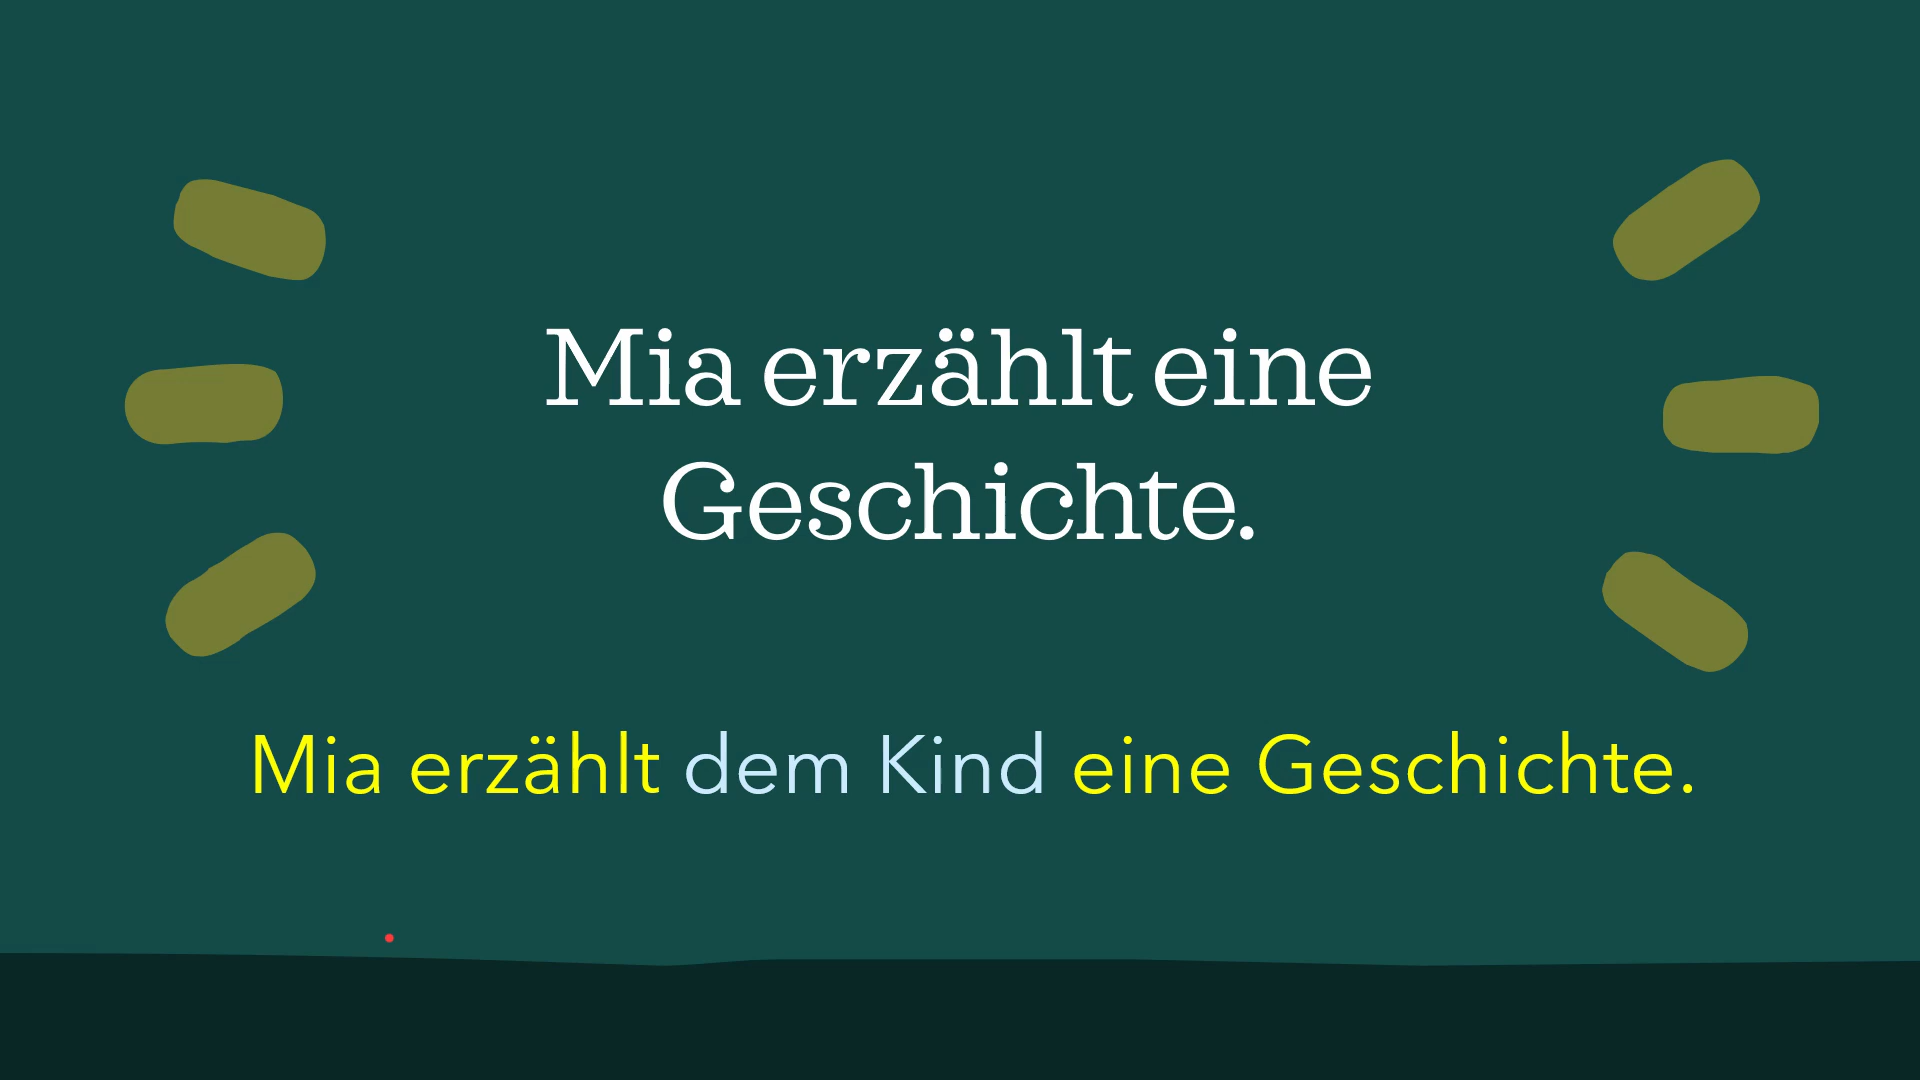 Mia erzählt eine
Geschichte.
Mia erzählt dem Kind eine Geschichte.